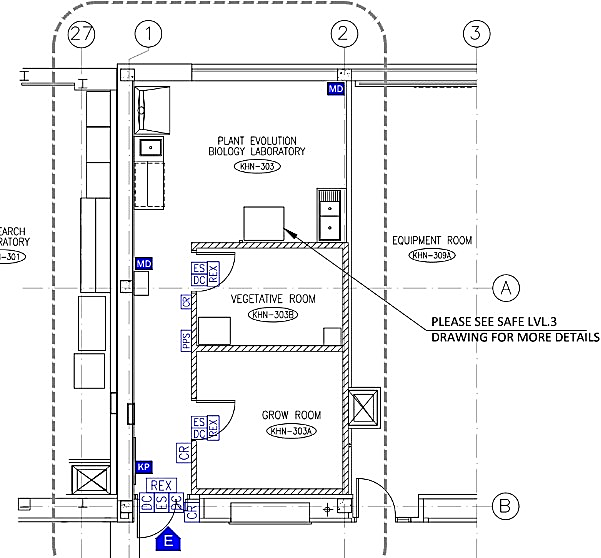 27
1
2
3
MD
PLANT EVOLUTION
BIOLOGY LABORATORY
KHN-303
EARCH
RATORY
-301
EQUIPMENT ROOM
KHN-309A
MD
ES
DC
REX
CR
VEGETATIVE ROOM
KHN-303B
A
PPS
PLEASE SEE SAFE LVL.3
DRAWING FOR MORE DETAILS
ES
DC
REX
GROW ROOM
KHN-303A
CR
KP
REX
DC
ES
DC
CR
B
E